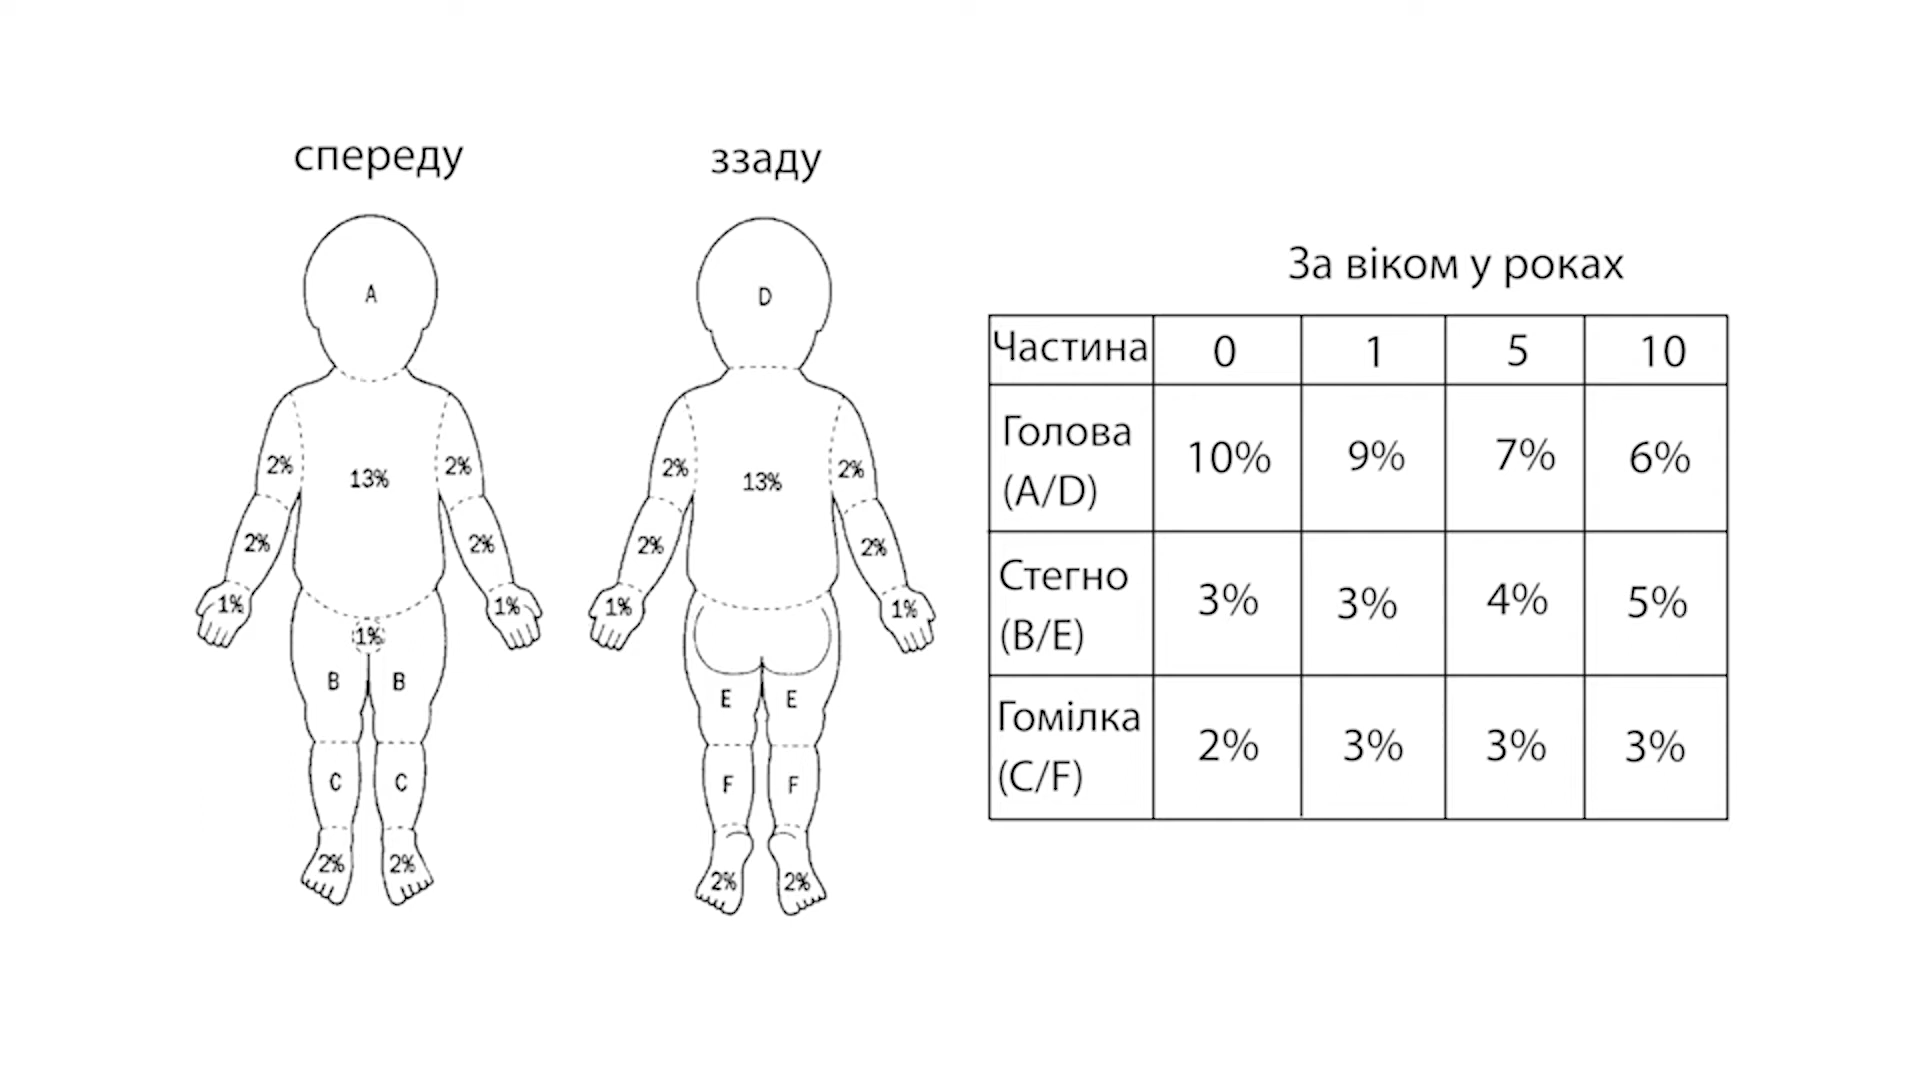 спереду
ззаду
A
D
2% 13% 2%
2% 13% 2%
2% 2%
2% 2%
1% 1%
1% 1%
1%
B B
E E
C C
F F
2% 2%
2% 2%
За віком у роках
Частина 0 1 5 10
Голова
(A/D) 10% 9% 7% 6%
Стегно
(B/E) 3% 3% 4% 5%
Гомілка
(C/F) 2% 3% 3% 3%